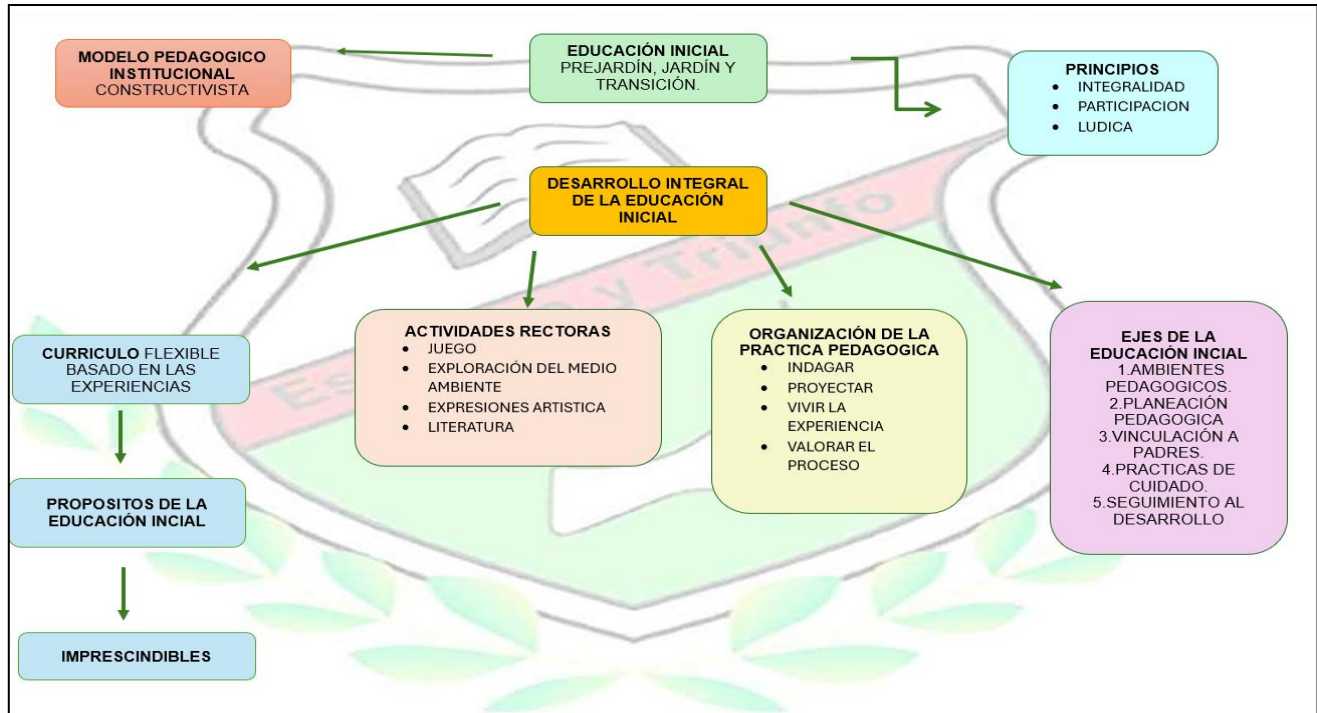 MODELO PEDAGOGICO
INSTITUCIONAL
CONSTRUCTIVISTA
EDUCACIÓN INICIAL
PREJARDÍN, JARDÍN Y
TRANSICIÓN.
PRINCIPIOS
• INTEGRALIDAD
• PARTICIPACION
• LUDICA
DESARROLLO INTEGRAL
DE LA EDUCACIÓN
INICIAL
CURRICULO FLEXIBLE
BASADO EN LAS
EXPERIENCIAS
ACTIVIDADES RECTORAS
• JUEGO
• EXPLORACIÓN DEL MEDIO
AMBIENTE
• EXPRESIONES ARTISTICA
• LITERATURA
ORGANIZACIÓN DE LA
PRACTICA PEDAGOGICA
• INDAGAR
• PROYECTAR
• VIVIR LA
EXPERIENCIA
• VALORAR EL
PROCESO
EJES DE LA
EDUCACIÓN INCIAL
1.AMBIENTES
PEDAGOGICOS.
2.PLANEACIÓN
PEDAGOGICA
3.VINCULACIÓN A
PADRES.
4.PRACTICAS DE
CUIDADO.
5.SEGUIMIENTO AL
DESARROLLO
PROPOSITOS DE LA
EDUCACIÓN INCIAL
IMPRESCINDIBLES
y Triunfo